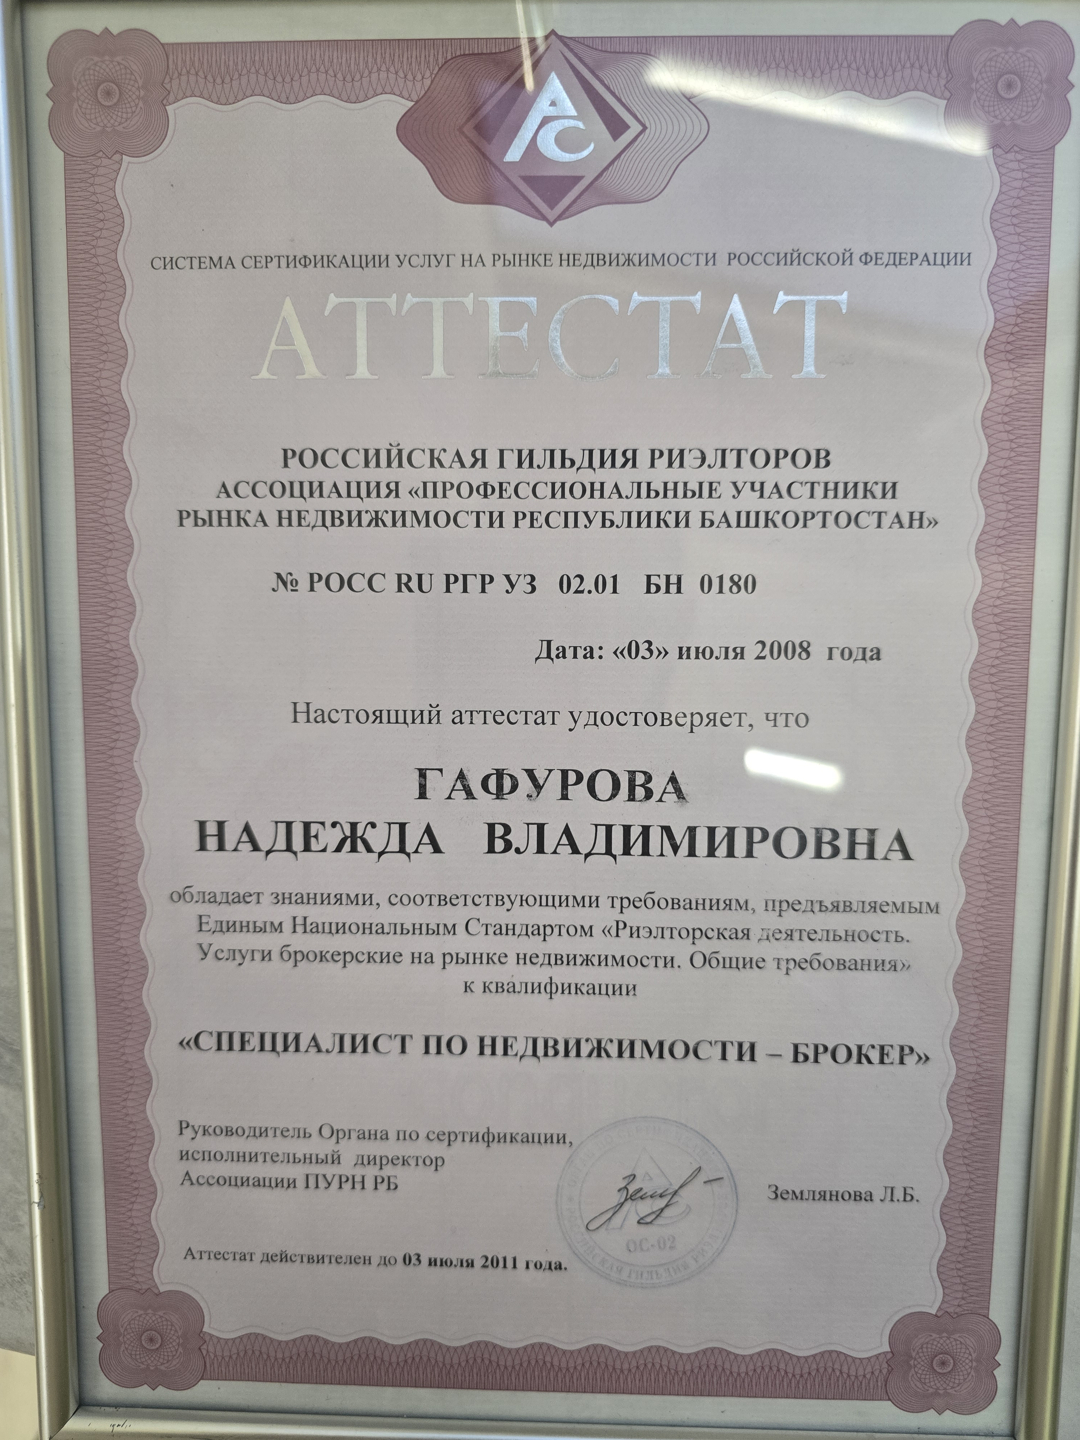 АС
СИСТЕМА СЕРТИФИКАЦИИ УСЛУГ НА РЫНКЕ НЕДВИЖИМОСТИ РОССИЙСКОЙ ФЕДЕРАЦИИ
АТТЕСТАТ
РОССИЙСКАЯ ГИЛЬДИЯ РИЭЛТОРОВ
АССОЦИАЦИЯ «ПРОФЕССИОНАЛЬНЫЕ УЧАСТНИКИ
РЫНКА НЕДВИЖИМОСТИ РЕСПУБЛИКИ БАШКОРТОСТАН»
№ РОСС RU РГР УЗ 02.01 БН 0180
Дата: «03» июля 2008 года
Настоящий аттестат удостоверяет, что
ГАФУРОВА
НАДЕЖДА ВЛАДИМИРОВНА
обладает знаниями, соответствующими требованиям, предъявляемым
Единым Национальным Стандартом «Риэлторская деятельность.
Услуги брокерские на рынке недвижимости. Общие требования»
к квалификации
«СПЕЦИАЛИСТ ПО НЕДВИЖИМОСТИ – БРОКЕР»
Руководитель Органа по сертификации,
исполнительный директор
Ассоциации ПУРН РБ
ОС-02
Землянова Л.Б.
Аттестат действителен до 03 июля 2011 года.